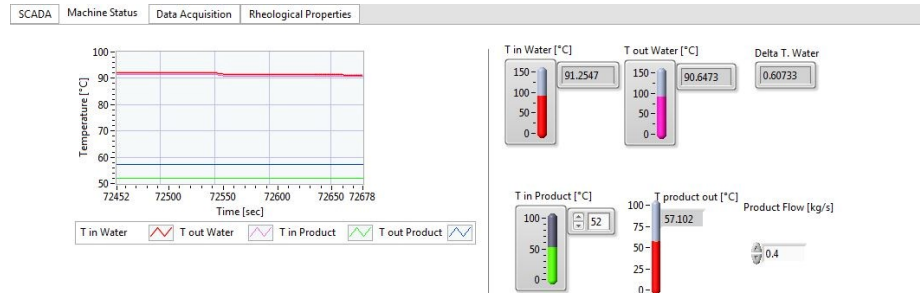 SCADA Machine Status Data Acquisition Rheological Properties
Temperature [°C]
100
90
80
70
60
50
72452 72500 72550 72600 72650 72678
Time [sec]
T in Water T out Water T in Product T out Product
T in Water [°C]
150
100
50
0
91.2547
T out Water [°C]
150
100
50
0
90.6473
Delta T. Water
0.60733
T in Product [°C]
100
50
0
52
T product out [°C]
100
75
50
25
0
57.102
Product Flow [kg/s]
0.4